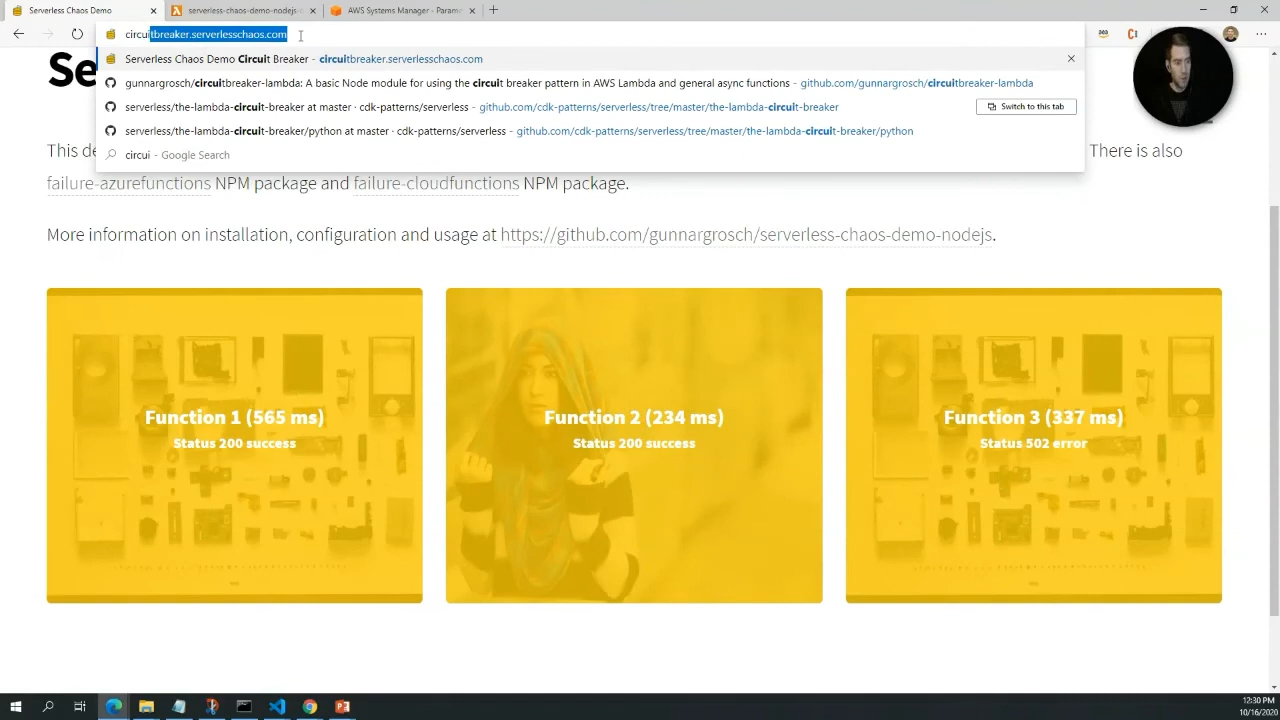 Serverless Chaos Demo
serverless-chaos-demo-nodejs-c
AWS Systems Manager - Paramo
circuitbreaker.serverlesschaos.com
Serverless Chaos Demo Circuit Breaker - circuitbreaker.serverlesschaos.com
gunnargrosch/circuitbreaker-lambda: A basic Node module for using the circuit breaker pattern in AWS Lambda and general async functions - github.com/gunnargrosch/circuitbreaker-lambda
serverless/the-lambda-circuit-breaker at master · cdk-patterns/serverless - github.com/cdk-patterns/serverless/tree/master/the-lambda-circuit-breaker
Switch to this tab
serverless/the-lambda-circuit-breaker/python at master · cdk-patterns/serverless - github.com/cdk-patterns/serverless/tree/master/the-lambda-circuit-breaker/python
circui - Google Search
Se
This de
There is also
failure-azurefunctions NPM package and failure-cloudfunctions NPM package.
More information on installation, configuration and usage at https://github.com/gunnargrosch/serverless-chaos-demo-nodejs.
Function 1 (565 ms)
Status 200 success
Function 2 (234 ms)
Status 200 success
Function 3 (337 ms)
Status 502 error
12:30 PM
10/16/2020